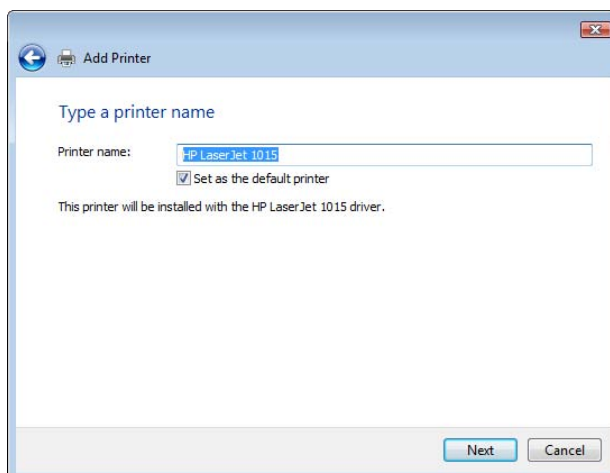 Add Printer
Type a printer name
Printer name: HP LaserJet 1015
Set as the default printer
This printer will be installed with the HP LaserJet 1015 driver.
Next Cancel